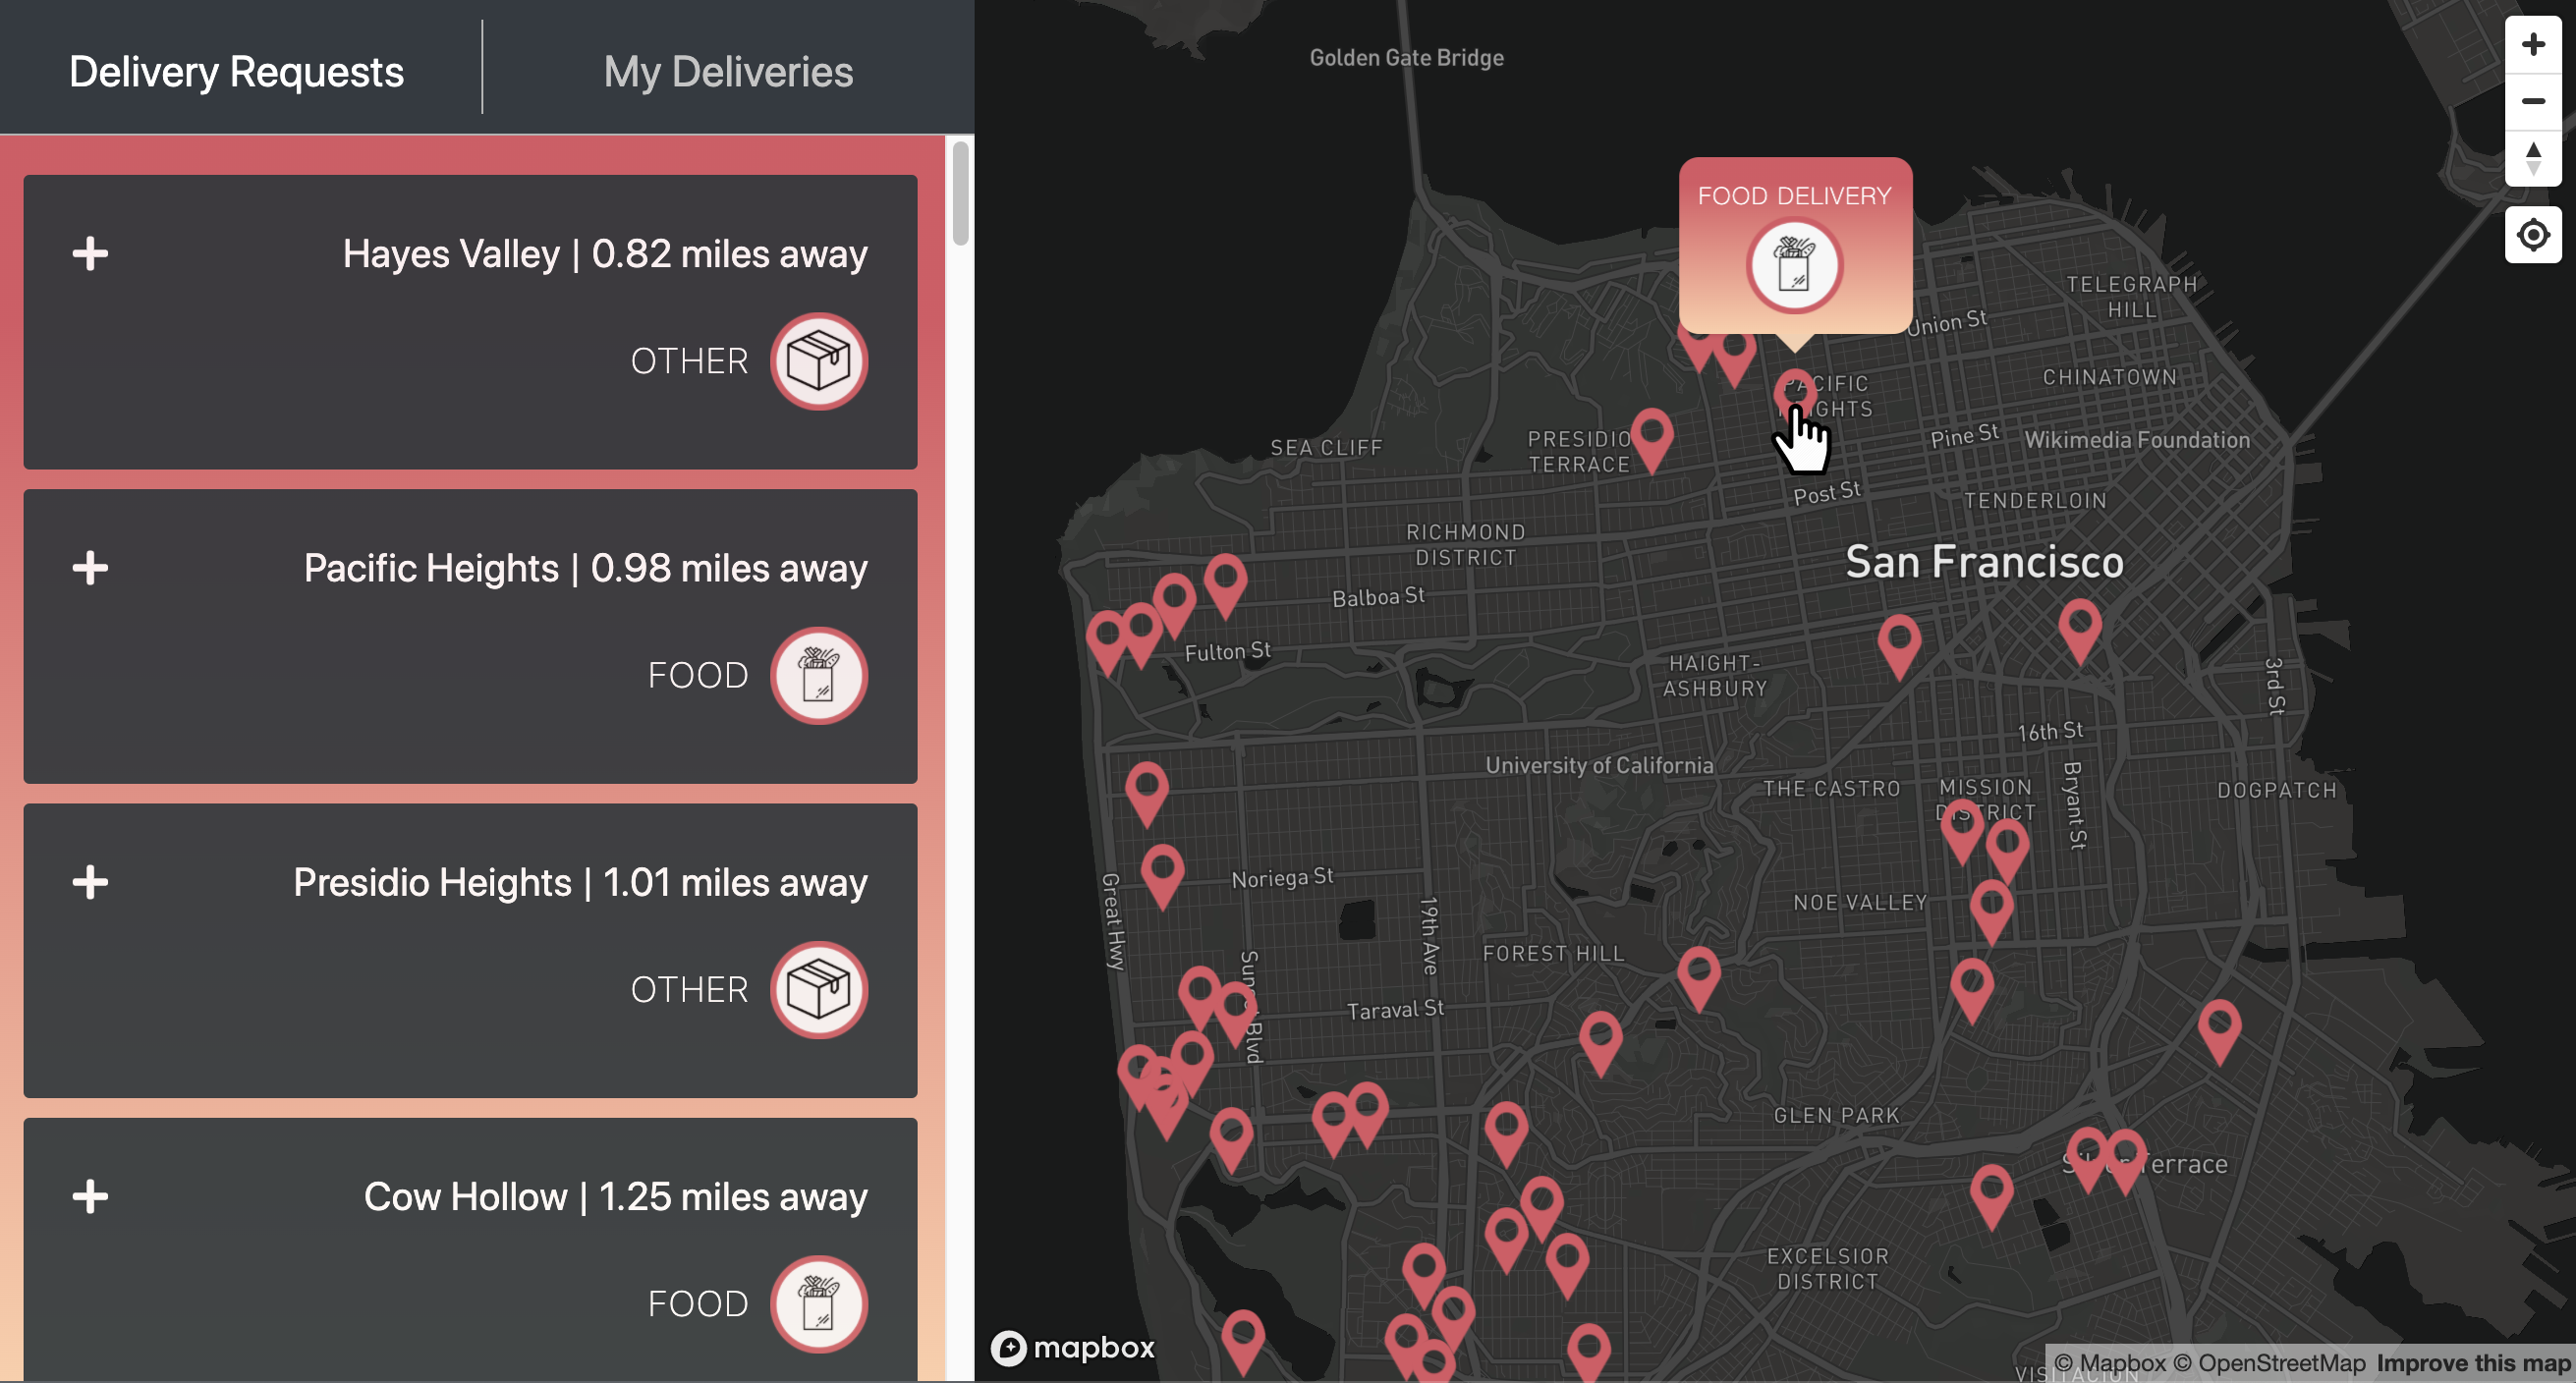 Delivery Requests
My Deliveries
Hayes Valley | 0.82 miles away
OTHER
Pacific Heights | 0.98 miles away
FOOD
Presidio Heights | 1.01 miles away
OTHER
Cow Hollow | 1.25 miles away
FOOD
Golden Gate Bridge
FOOD DELIVERY
TELEGRAPH
HILL
Union St
CHINATOWN
PACIFIC
HEIGHTS
SEA CLIFF
PRESIDIO
TERRACE
Pine St
Wikimedia Foundation
Post St
TENDERLOIN
RICHMOND
DISTRICT
San Francisco
Balboa St
Fulton St
HAIGHT-
ASHBURY
3rd St
16th St
University of California
THE CASTRO
MISSION
DISTRICT
Bryant St
DOGPATCH
Noriega St
Great Hwy
19th Ave
NOE VALLEY
FOREST HILL
Sunset Blvd
Taraval St
GLEN PARK
Silver Terrace
EXCELSIOR
DISTRICT
mapbox
© Mapbox © OpenStreetMap Improve this map